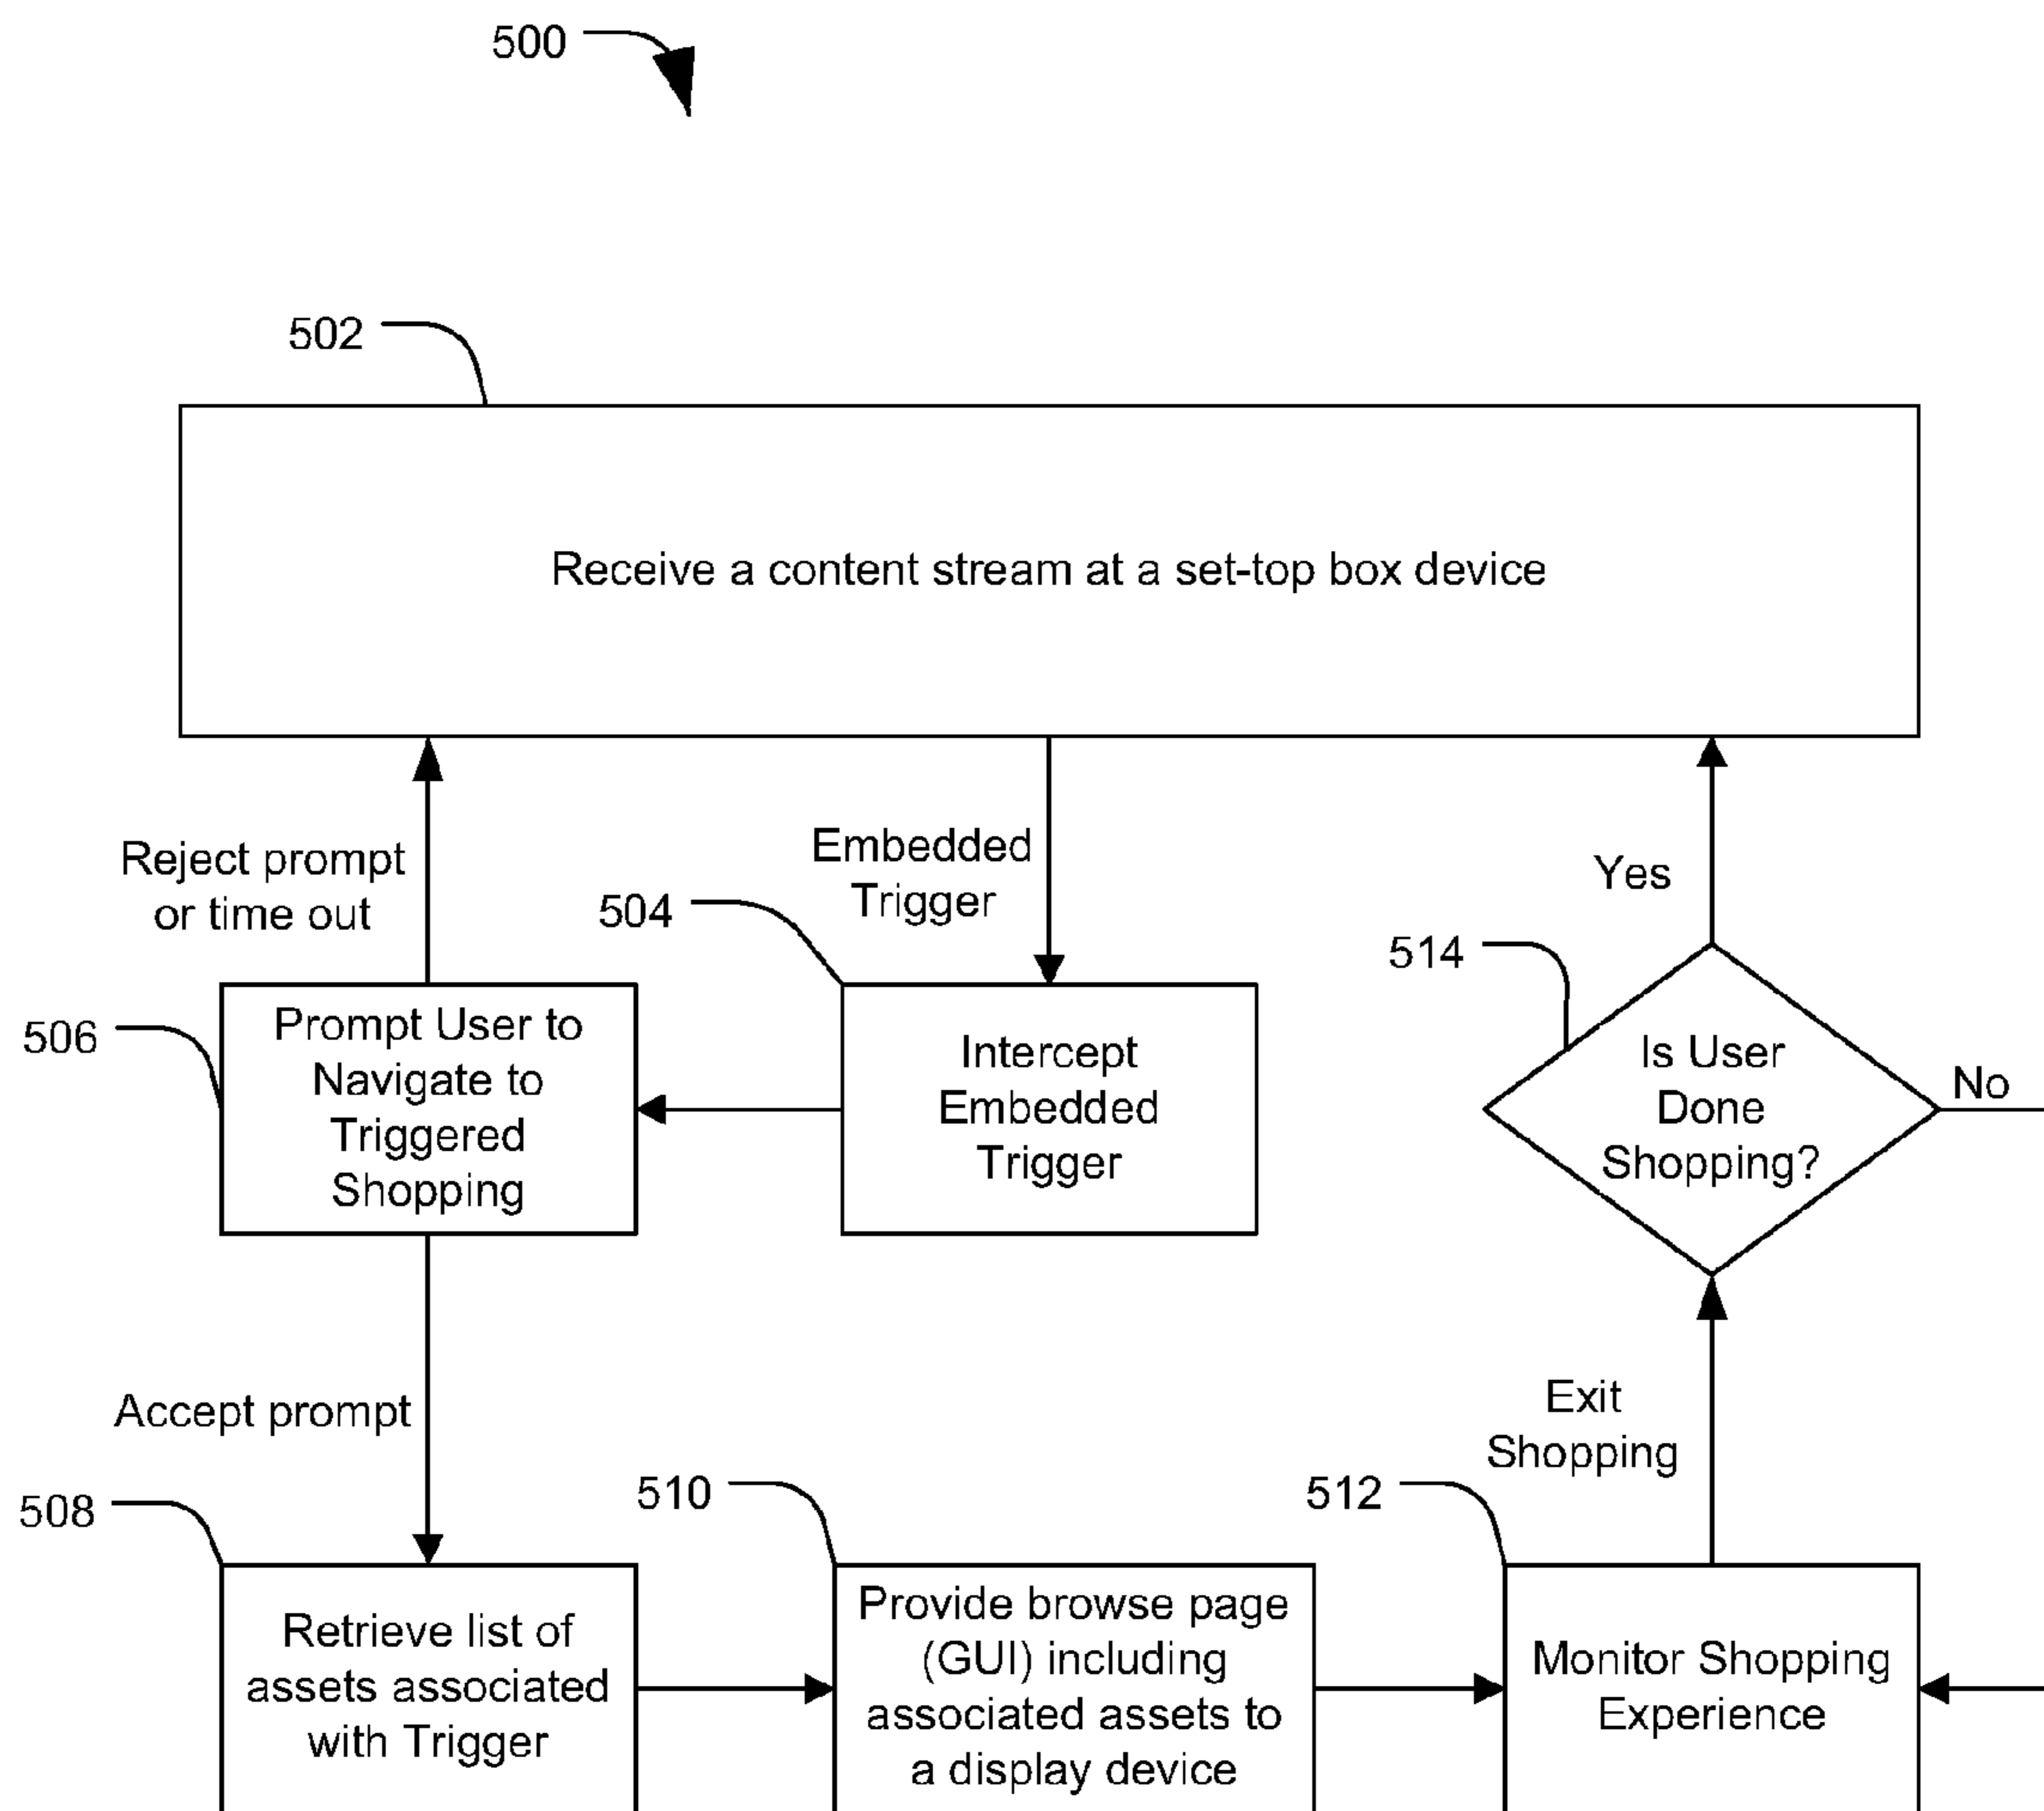 500
502
Receive a content stream at a set-top box device
Reject prompt
or time out
Embedded
Trigger
Yes
504
514
506
Prompt User to
Navigate to
Triggered
Shopping
Intercept
Embedded
Trigger
Is User
Done
Shopping?
No
Accept prompt
Exit
Shopping
508
510
512
Retrieve list of
assets associated
with Trigger
Provide browse page
(GUI) including
associated assets to
a display device
Monitor Shopping
Experience